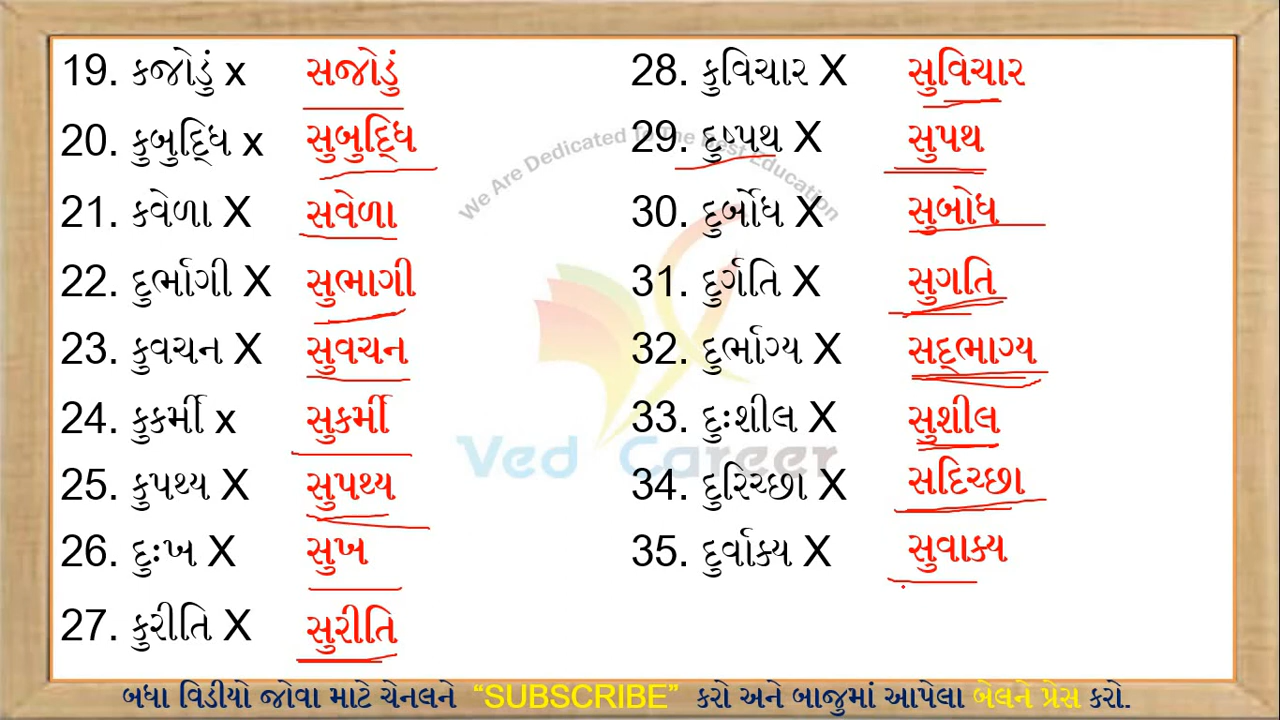 19. કજોડું x સજોડું
20. કુબુદ્ધિ x સુબુદ્ધિ
21. કવેળા X સવેળા
22. દુર્ભાગી X સુભાગી
23. કુવચન X સુવચન
24. કુકર્મી x સુકર્મી
25. કુપથ્ય X સુપથ્ય
26. દુઃખ X સુખ
27. કુરીતિ X સુરીતિ
28. કુવિચાર X સુવિચાર
29. દુષ્પથ X સુપથ
30. દુર્બોધ X સુબોધ
31. દુર્ગતિ X સુગતિ
32. દુર્ભાગ્ય X સદ્ભાગ્ય
33. દુઃશીલ X સુશીલ
34. દુરિચ્છા X સદિચ્છા
35. દુર્વાક્ય X સુવાક્ય
We Are Dedicated To The Best Education
Ved Career
બધા વિડીયો જોવા માટે ચેનલને “SUBSCRIBE” કરો અને બાજુમાં આપેલા બેલને પ્રેસ કરો.